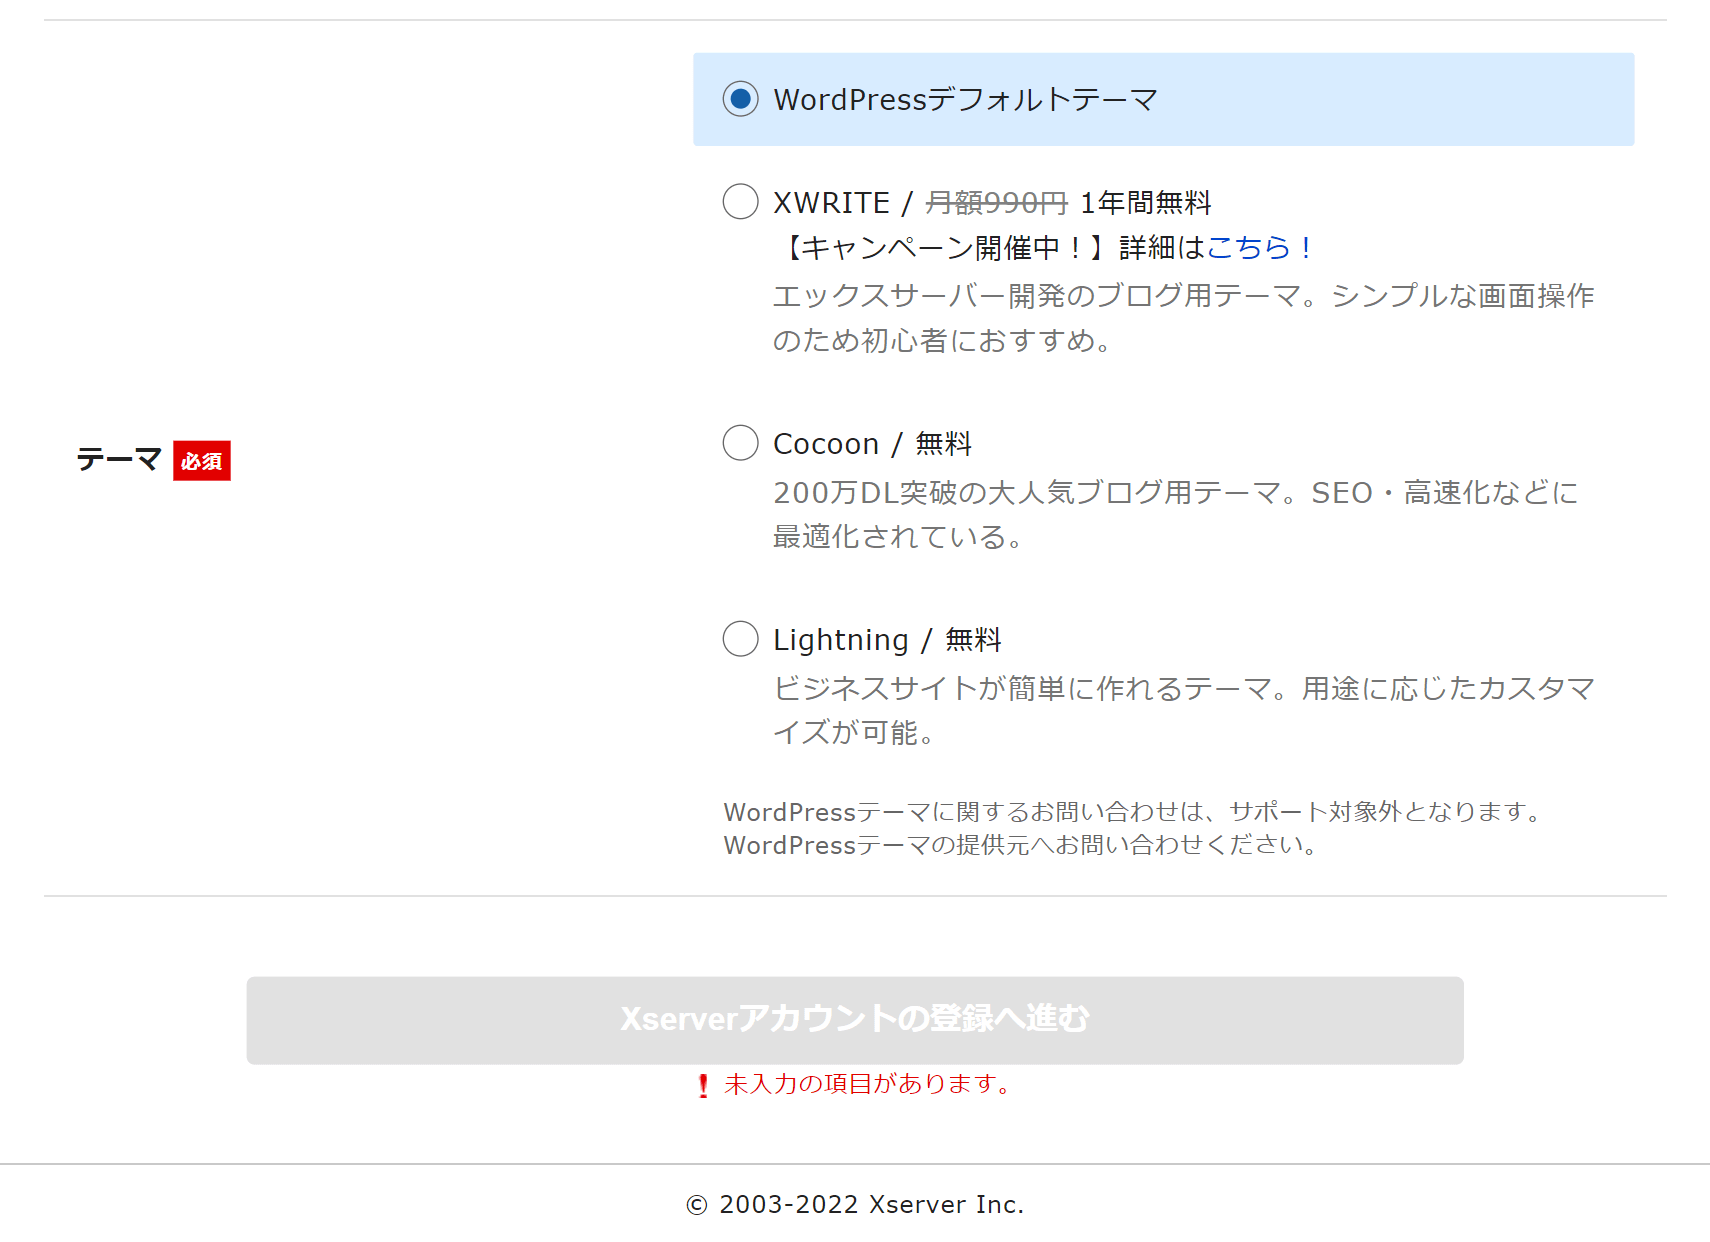 WordPressデフォルトテーマ
XWRITE / 月額990円 1年間無料
【キャンペーン開催中！】詳細はこちら！
エックスサーバー開発のブログ用テーマ。シンプルな画面操作
のため初心者におすすめ。
テーマ 必須
Cocoon / 無料
200万DL突破の大人気ブログ用テーマ。SEO・高速化などに
最適化されている。
Lightning / 無料
ビジネスサイトが簡単に作れるテーマ。用途に応じたカスタマ
イズが可能。
WordPressテーマに関するお問い合わせは、サポート対象外となります。
WordPressテーマの提供元へお問い合わせください。
Xserverアカウントの登録へ進む
! 未入力の項目があります。
© 2003-2022 Xserver Inc.